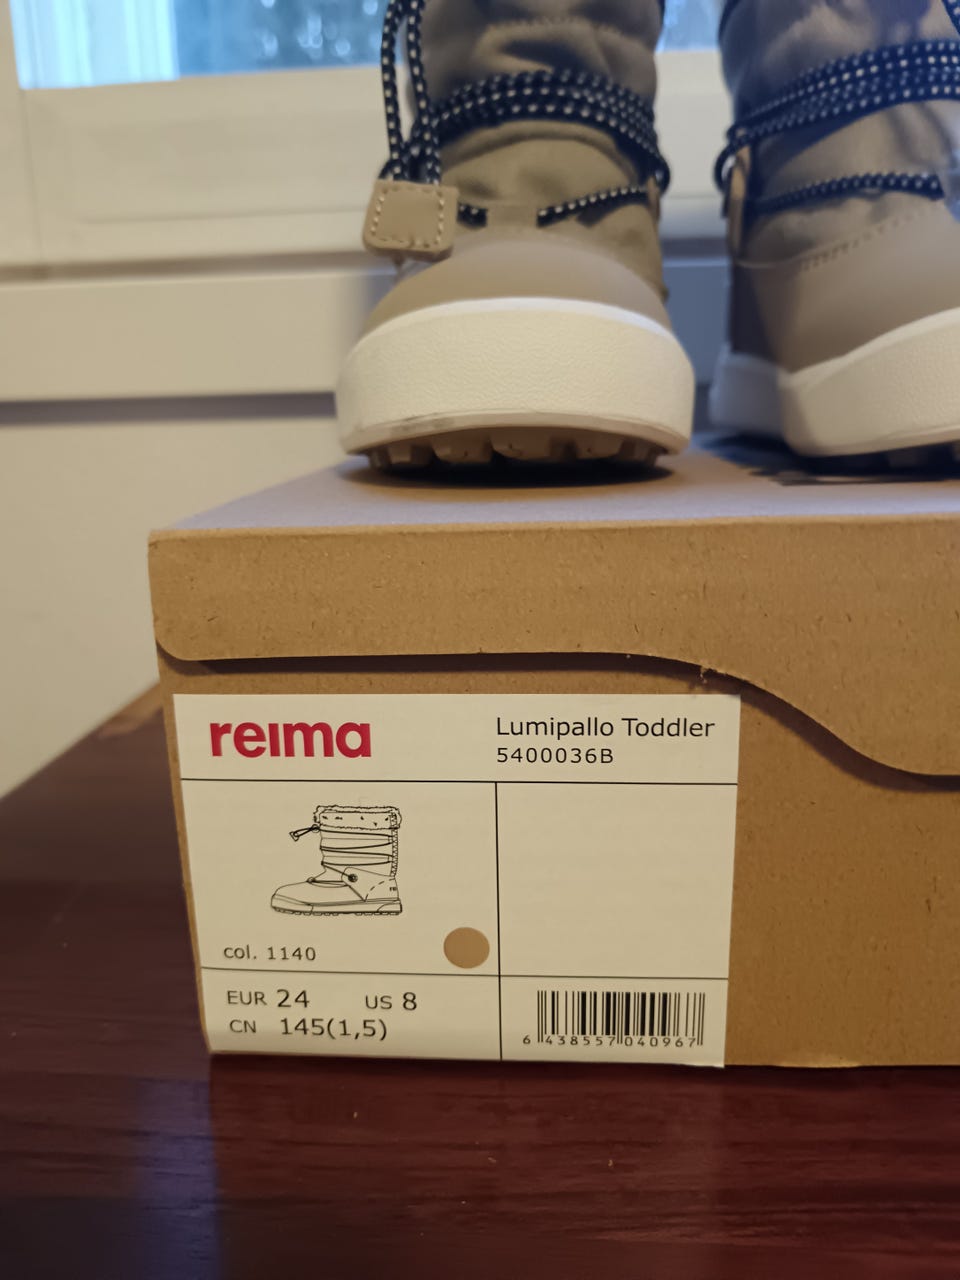 reima
Lumipallo Toddler
5400036B
col. 1140
EUR 24 US 8
CN 145(1,5)
6 438557 040967